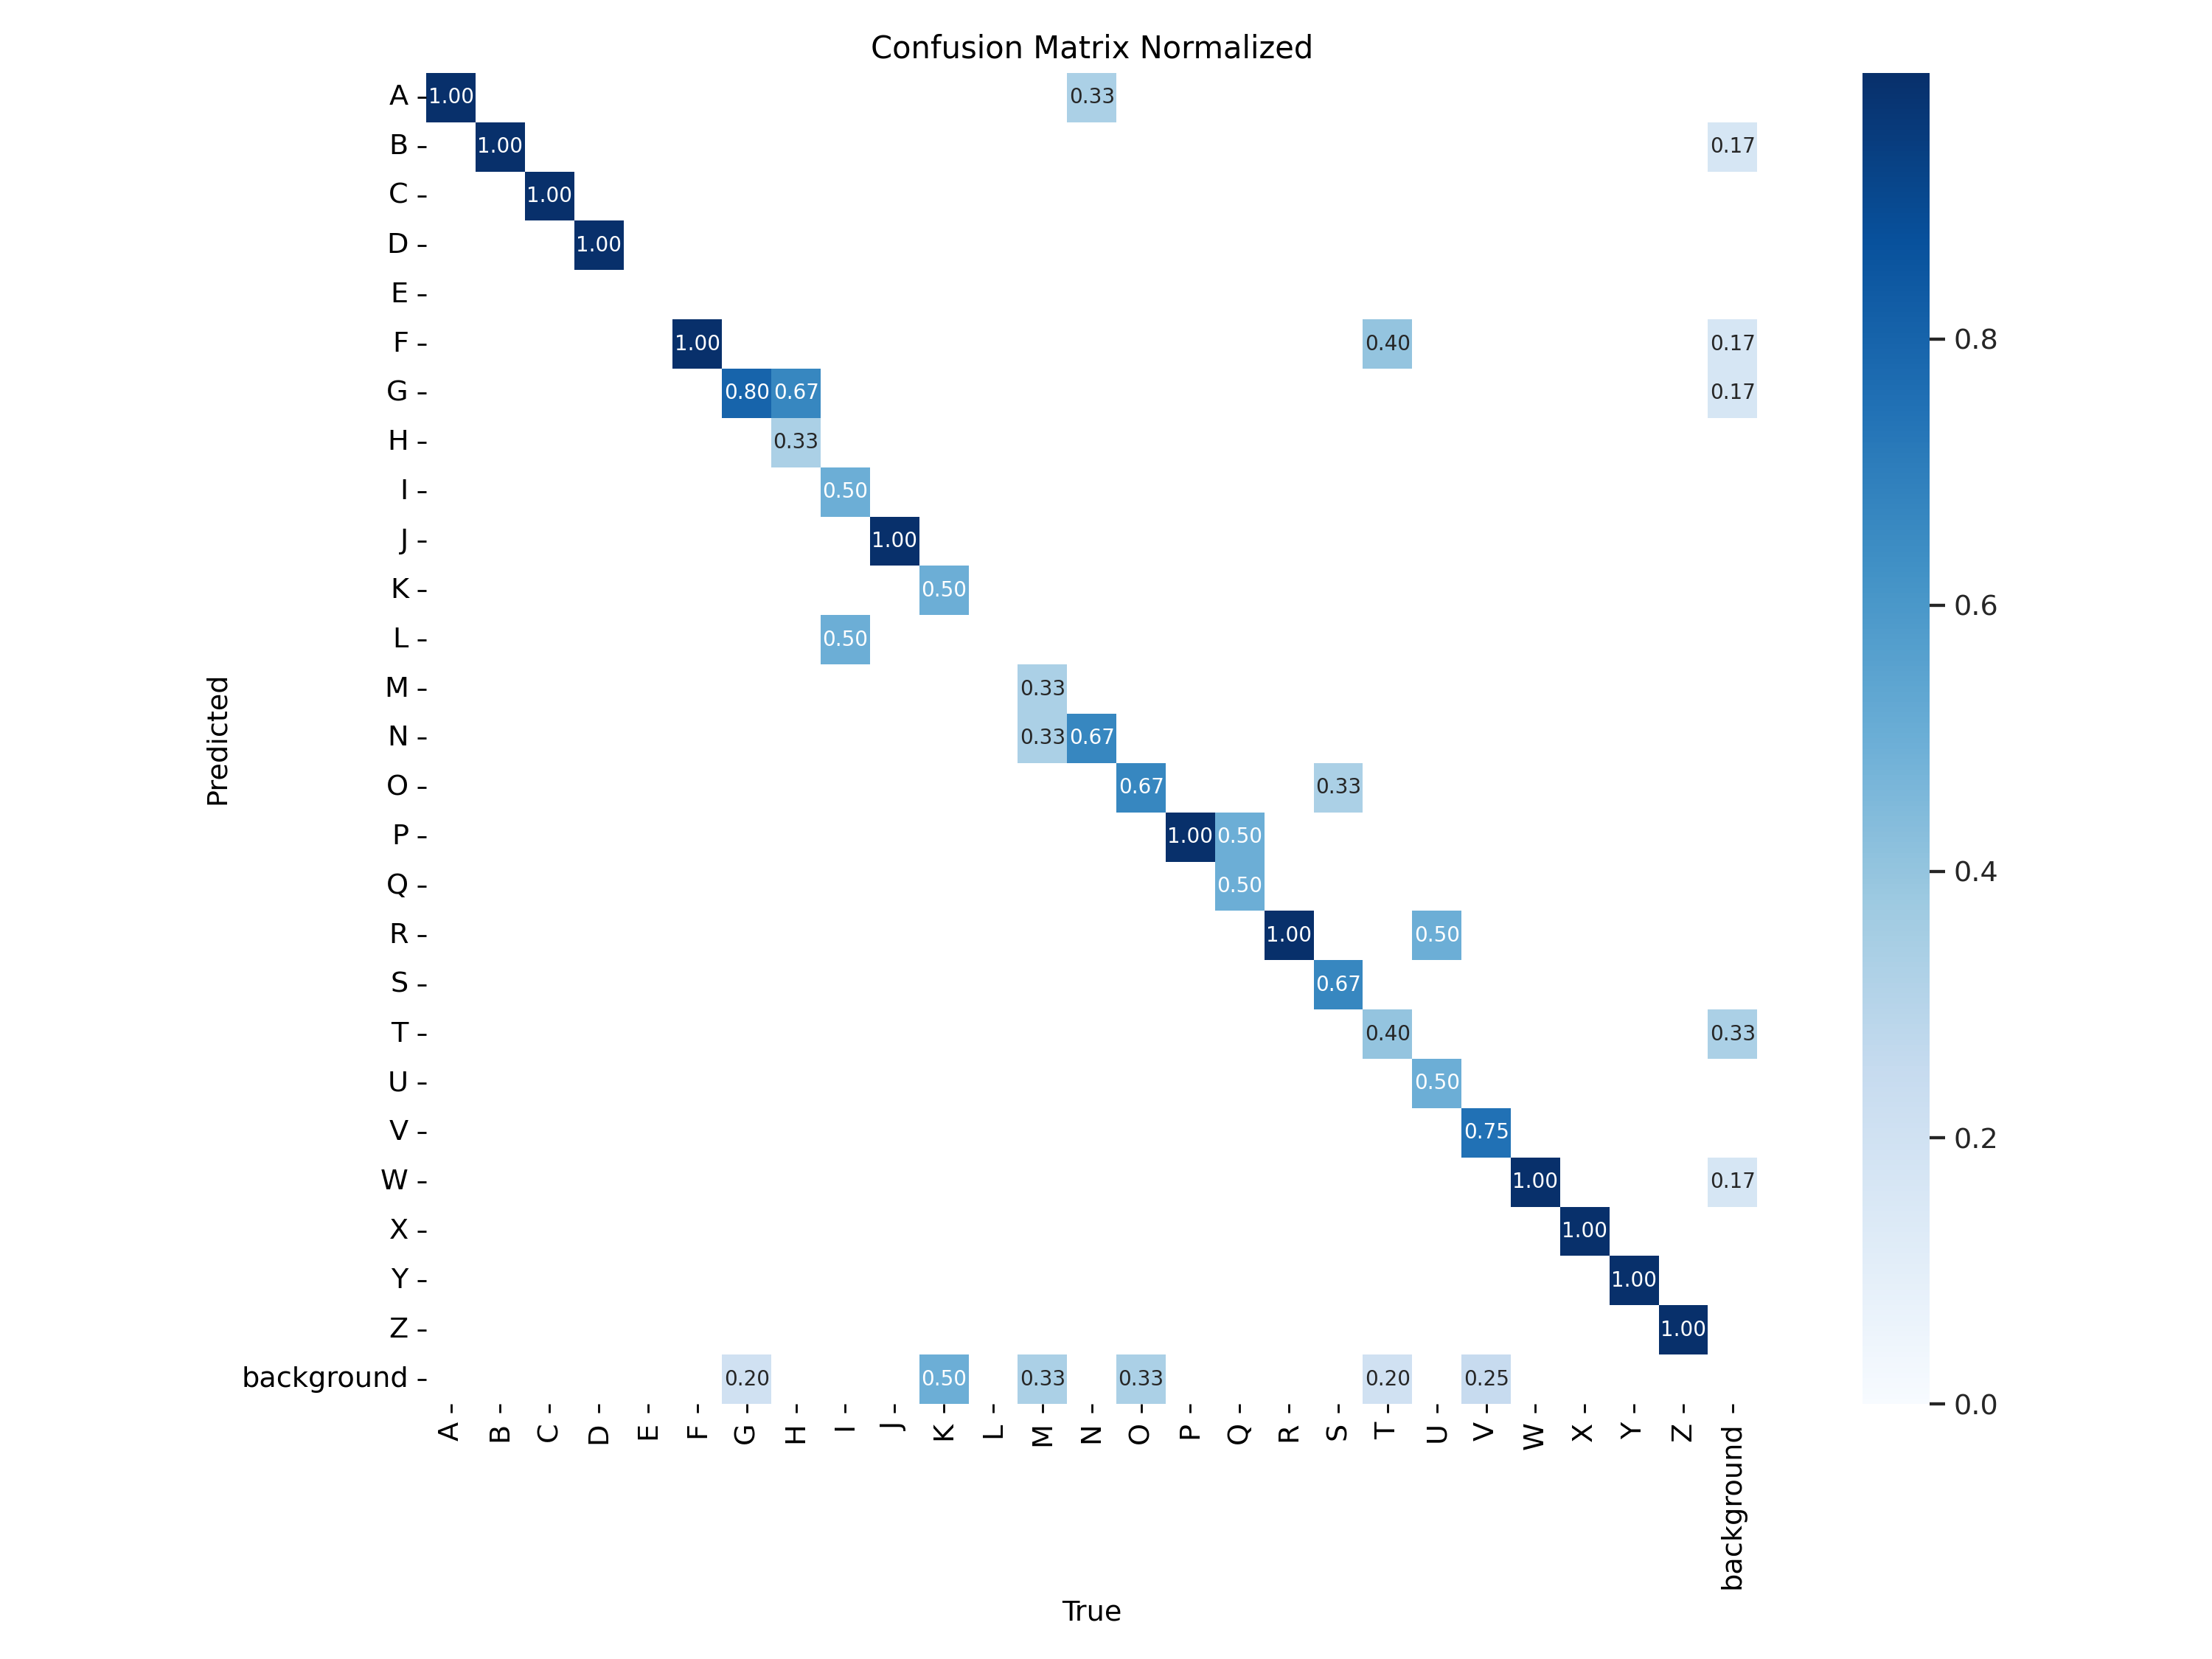 Confusion Matrix Normalized
A 1.00 0.33
B 1.00 0.17
C 1.00
D 1.00
E
F 1.00 0.40 0.17
G 0.80 0.67 0.17
H 0.33
I 0.50
J 1.00
K 0.50
L 0.50
M 0.33
N 0.33 0.67
O 0.67 0.33
P 1.00 0.50
Q 0.50
R 1.00 0.50
S 0.67
T 0.40 0.33
U 0.50
V 0.75
W 1.00 0.17
X 1.00
Y 1.00
Z 1.00
background 0.20 0.50 0.33 0.33 0.20 0.25
A B C D E F G H I J K L M N O P Q R S T U V W X Y Z background
True
Predicted
0.8
0.6
0.4
0.2
0.0